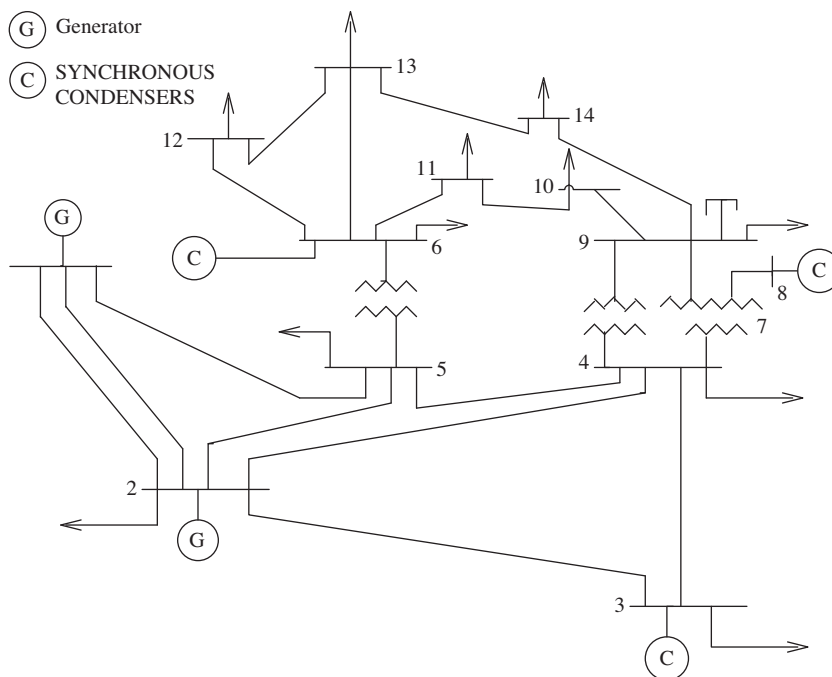 G Generator
C SYNCHRONOUS
CONDENSERS
13
14
12
11
10
G
C
6
9
C
8
7
5
4
2
G
3
C